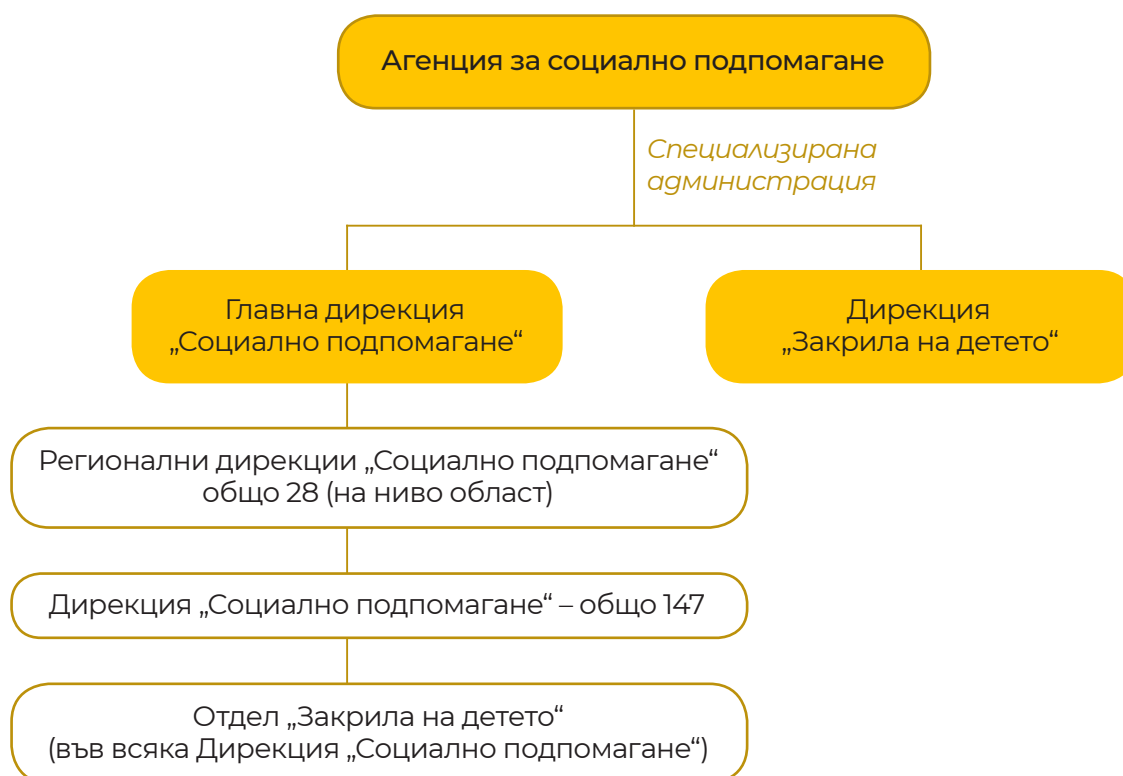 Агенция за социално подпомагане
Специализирана
администрация
Главна дирекция
„Социално подпомагане“
Дирекция
„Закрила на детето“
Регионални дирекции „Социално подпомагане“
общо 28 (на ниво област)
Дирекция „Социално подпомагане“ – общо 147
Отдел „Закрила на детето“
(във всяка Дирекция „Социално подпомагане“)